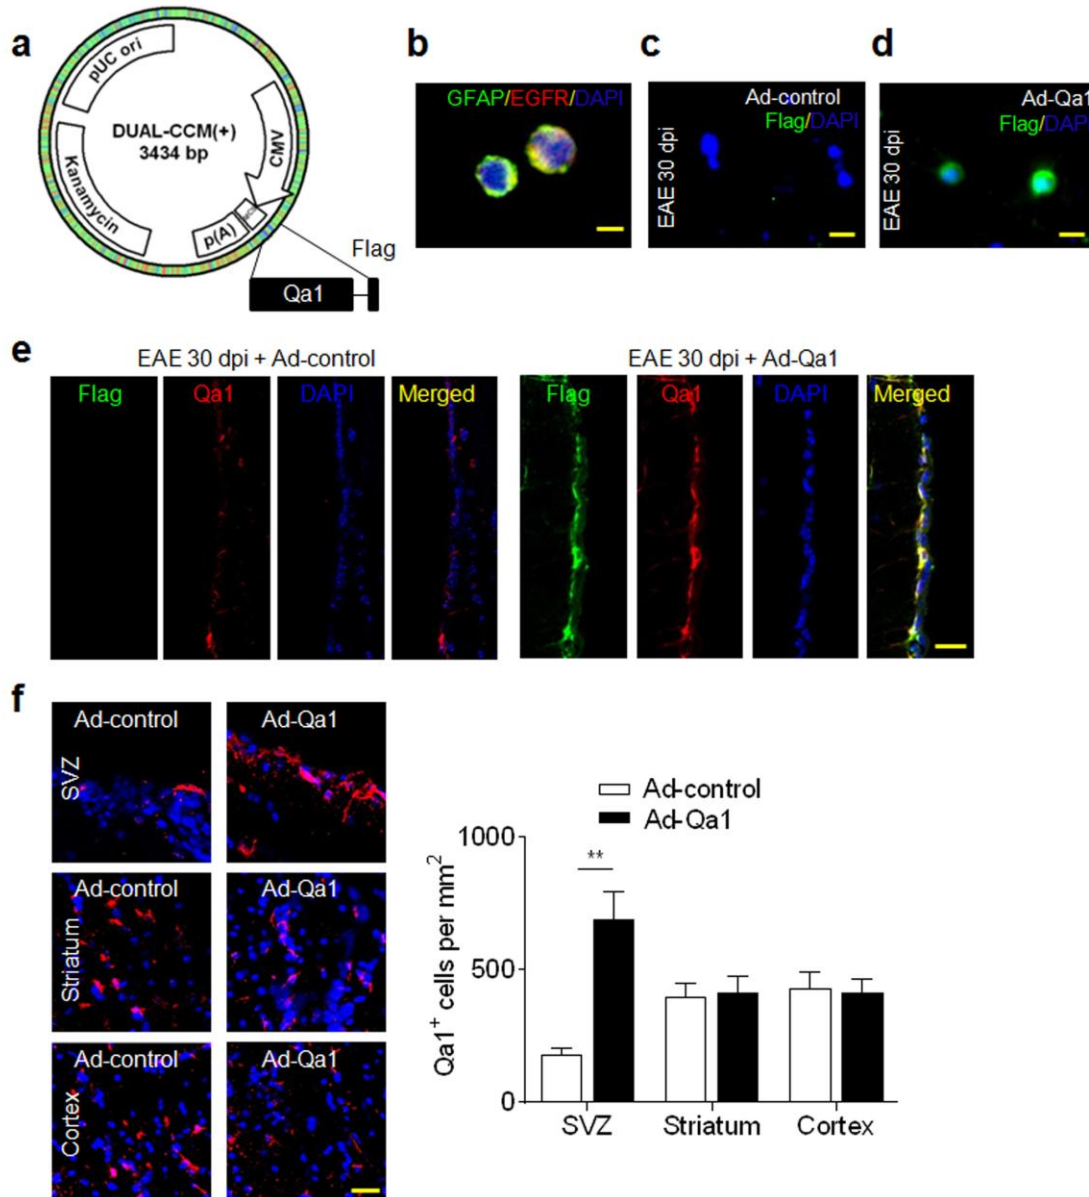 a
pUC ori
DUAL-CCM(+)
3434 bp
CMV
Kanamycin
p(A)
Flag
Qa1
b
GFAP/EGFR/DAPI
c
Ad-control
Flag/DAPI
EAE 30 dpi
d
Ad-Qa1
Flag/DAPI
EAE 30 dpi
e
EAE 30 dpi + Ad-control
Flag
Qa1
DAPI
Merged
EAE 30 dpi + Ad-Qa1
Flag
Qa1
DAPI
Merged
f
SVZ
Ad-control
Ad-Qa1
Striatum
Ad-control
Ad-Qa1
Cortex
Ad-control
Ad-Qa1
Ad-control
Ad-Qa1
Qa1+ cells per mm2
1000
500
0
**
SVZ
Striatum
Cortex